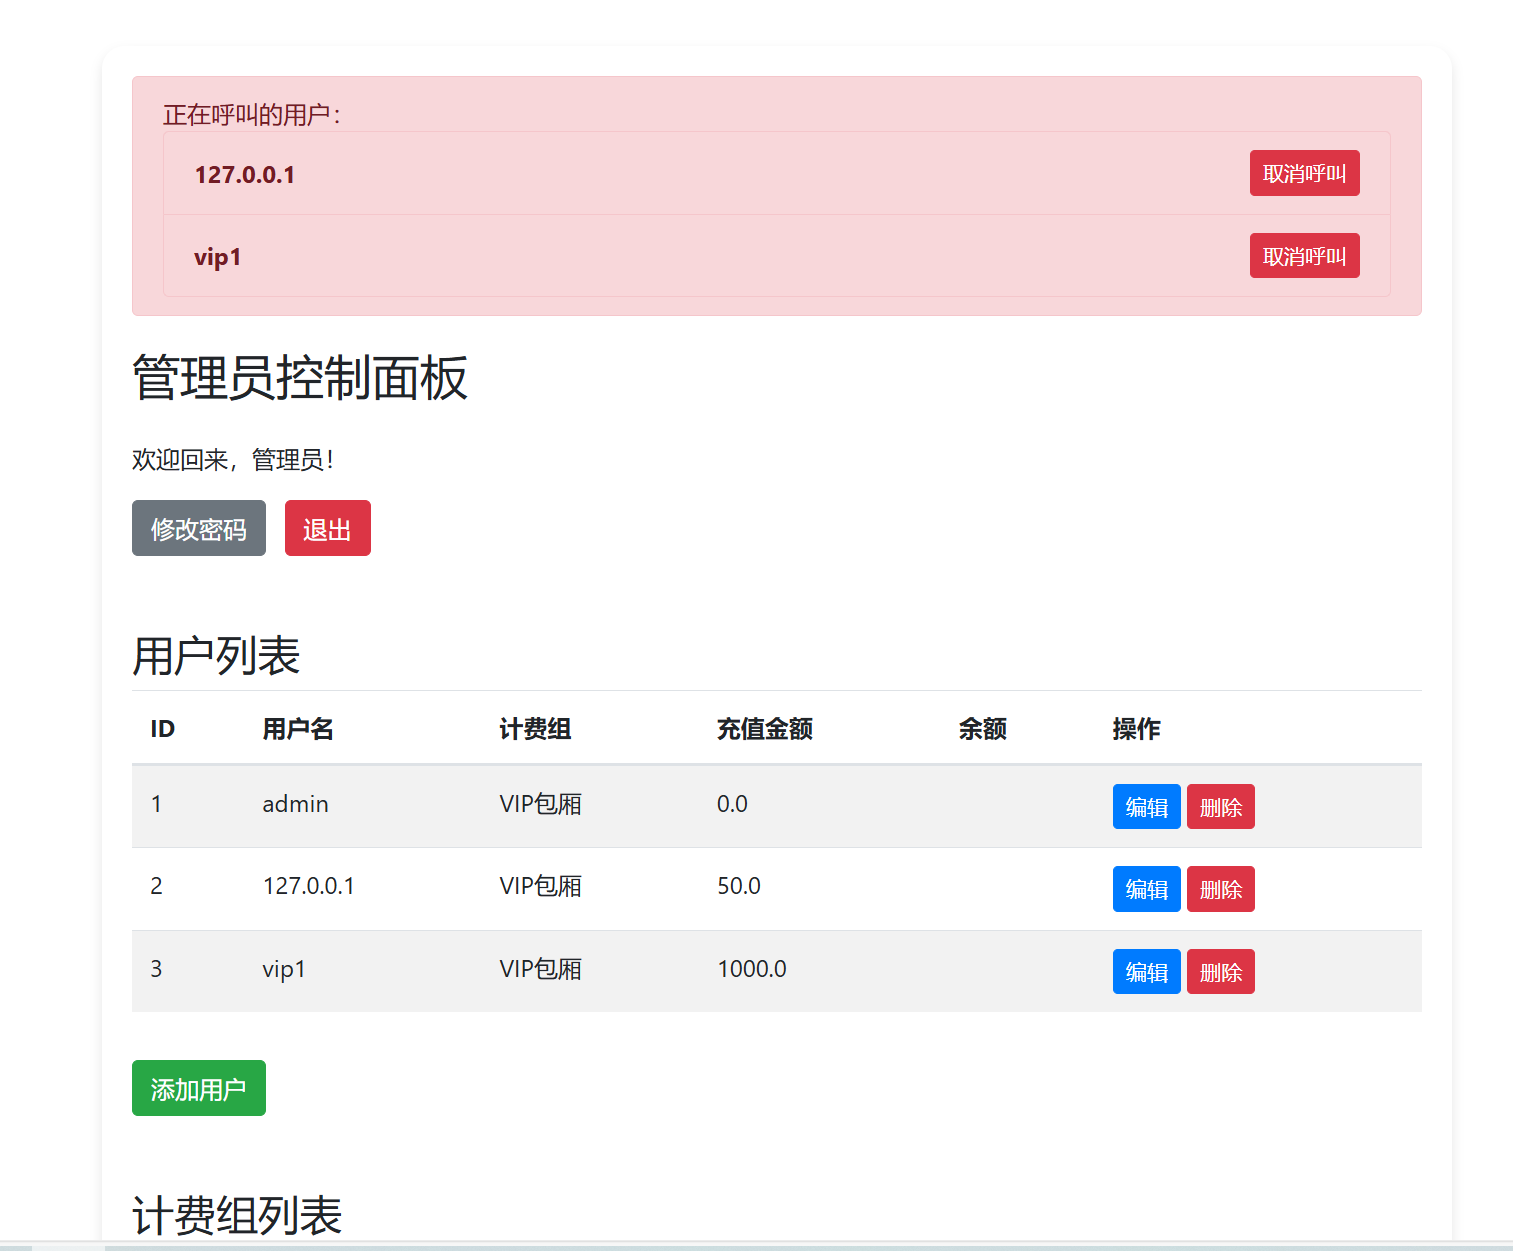 正在呼叫的用户：
127.0.0.1 取消呼叫
vip1 取消呼叫
管理员控制面板
欢迎回来，管理员！
修改密码 退出
用户列表
ID 用户名 计费组 充值金额 余额 操作
1 admin VIP包厢 0.0 编辑 删除
2 127.0.0.1 VIP包厢 50.0 编辑 删除
3 vip1 VIP包厢 1000.0 编辑 删除
添加用户
计费组列表